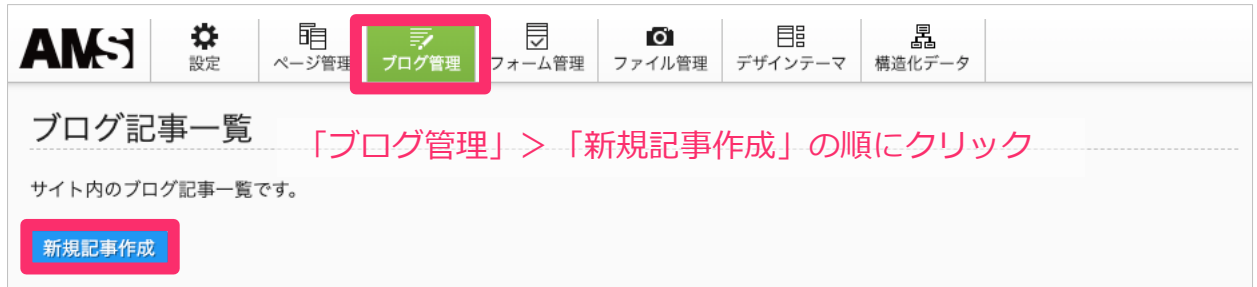 AMS 設定 ページ管理 ブログ管理 フォーム管理 ファイル管理 デザインテーマ 構造化データ
ブログ記事一覧
「ブログ管理」＞「新規記事作成」の順にクリック
サイト内のブログ記事一覧です。
新規記事作成